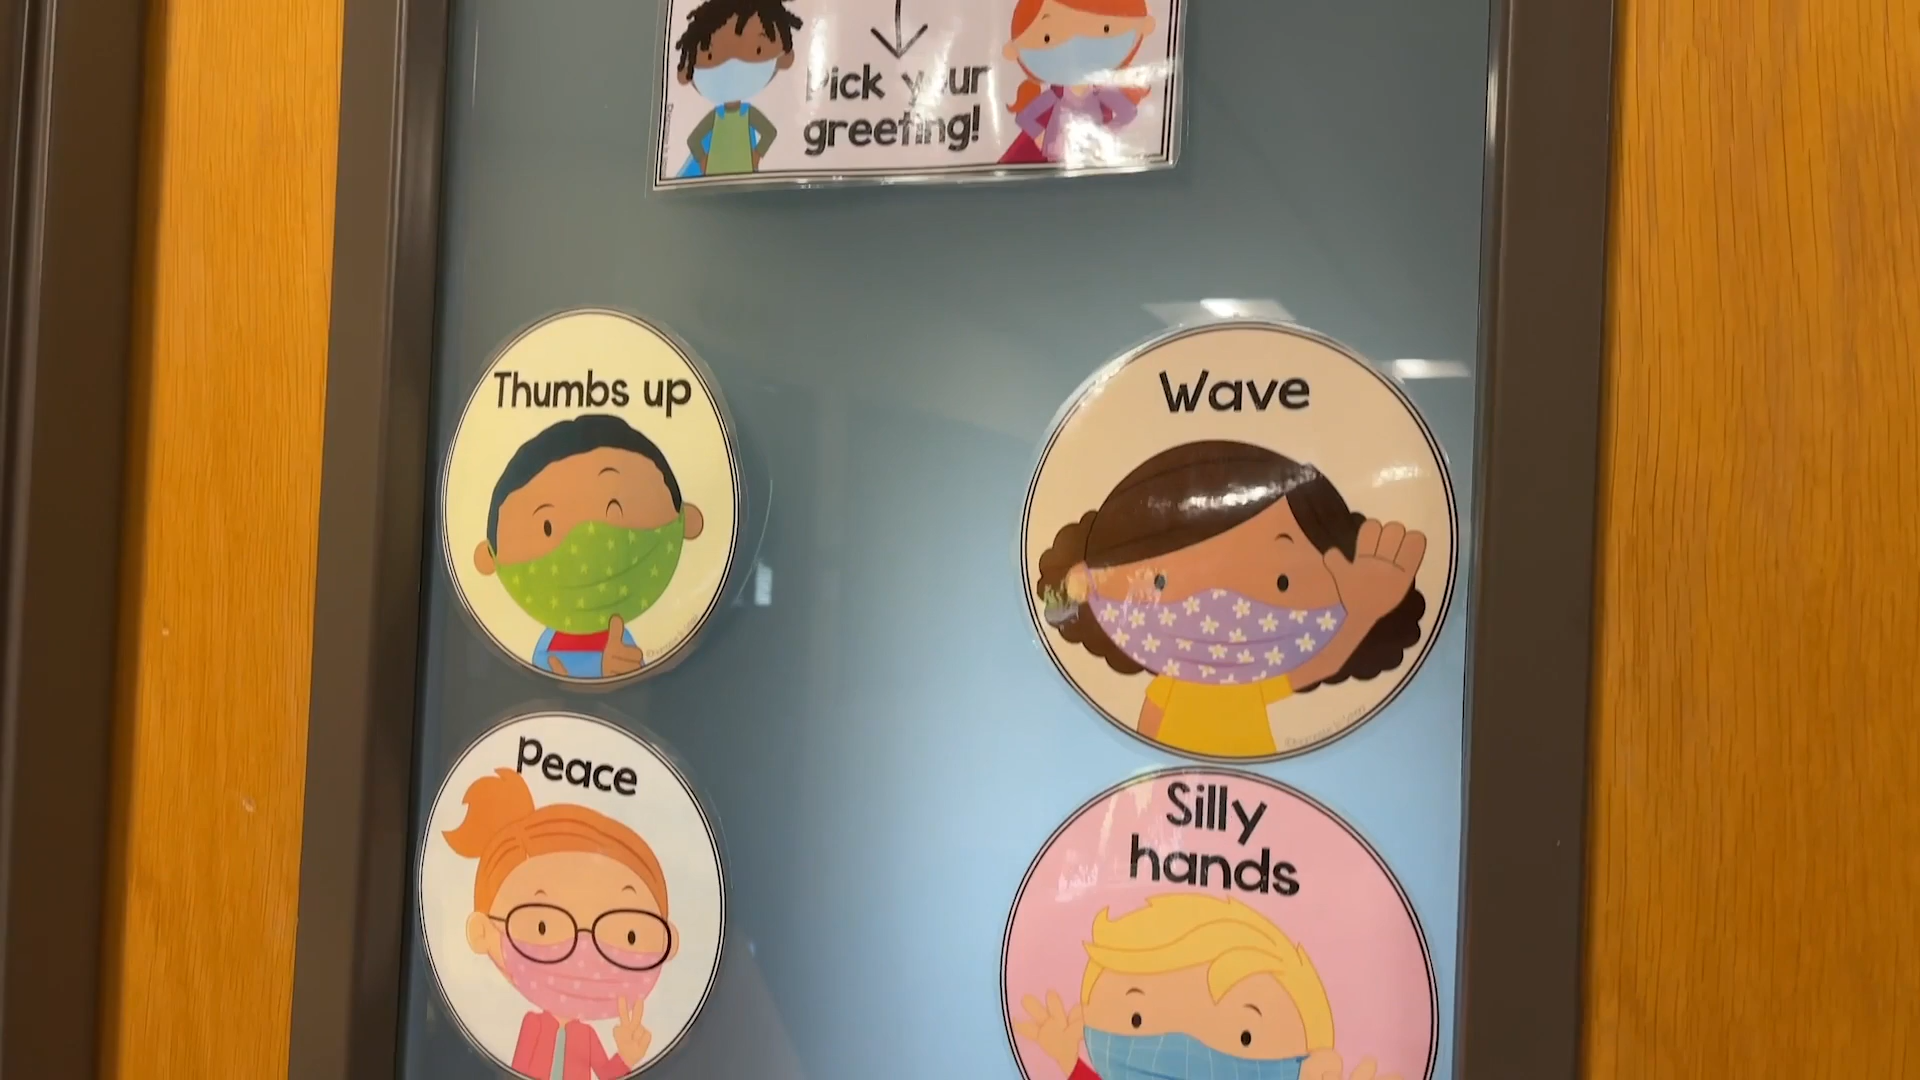 Pick your
greeting!
Thumbs up
Wave
Peace
Silly
hands